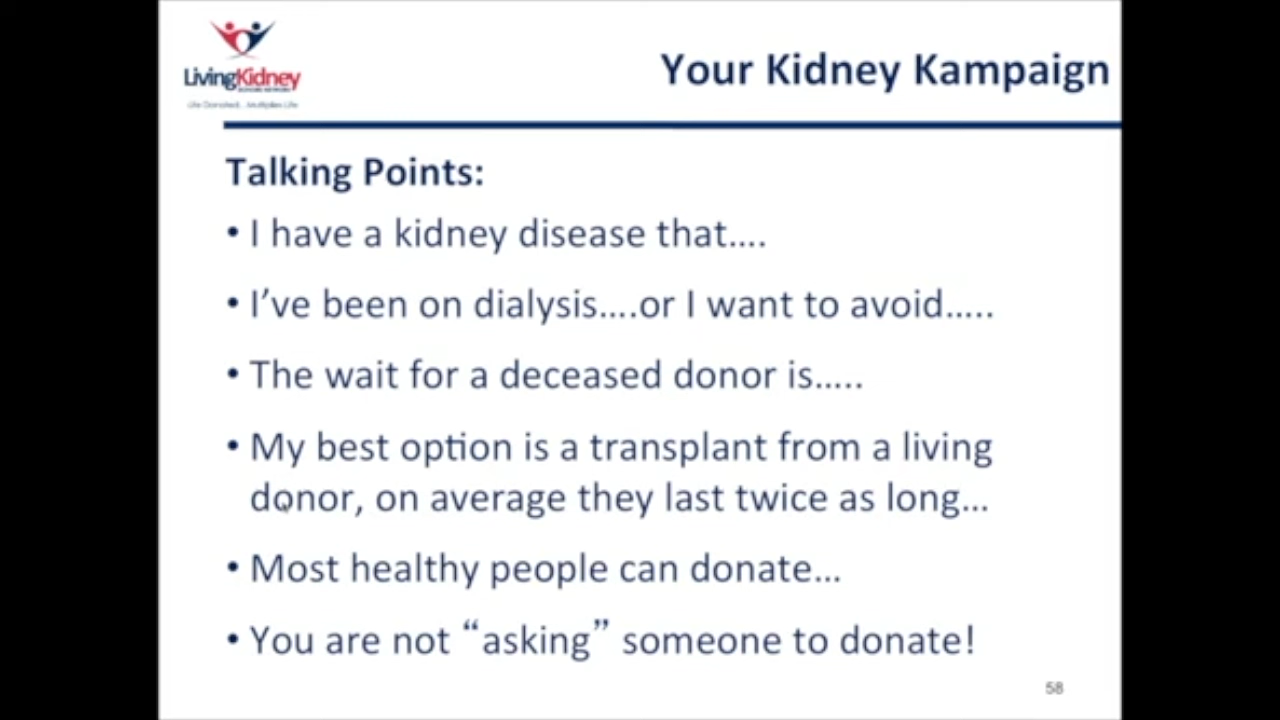 LivingKidney
Your Kidney Kampaign
Talking Points:
• I have a kidney disease that....
• I’ve been on dialysis....or I want to avoid.....
• The wait for a deceased donor is.....
• My best option is a transplant from a living
donor, on average they last twice as long...
• Most healthy people can donate...
• You are not “asking” someone to donate!
58